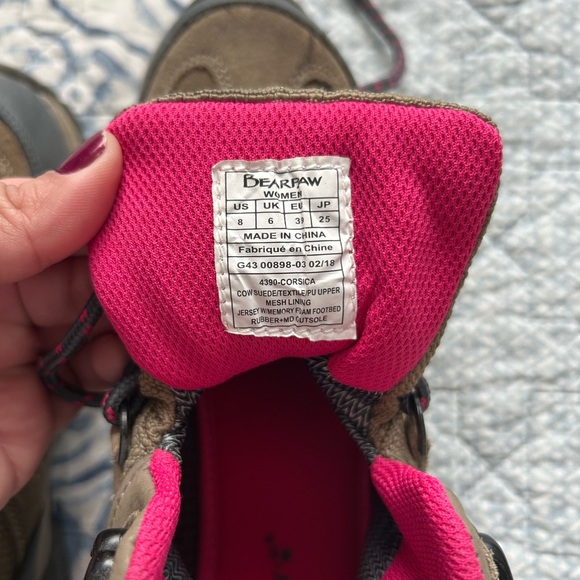 BEARPAW
WOMEN
US UK EU JP
8 6 39 25
MADE IN CHINA
Fabriqué en Chine
G43 00898-03 02/18
4390-CORSICA
COW SUEDE/TEXTILE/PU UPPER
MESH LINING
JERSEY W/MEMORY FOAM FOOTBED
RUBBER+MD OUTSOLE